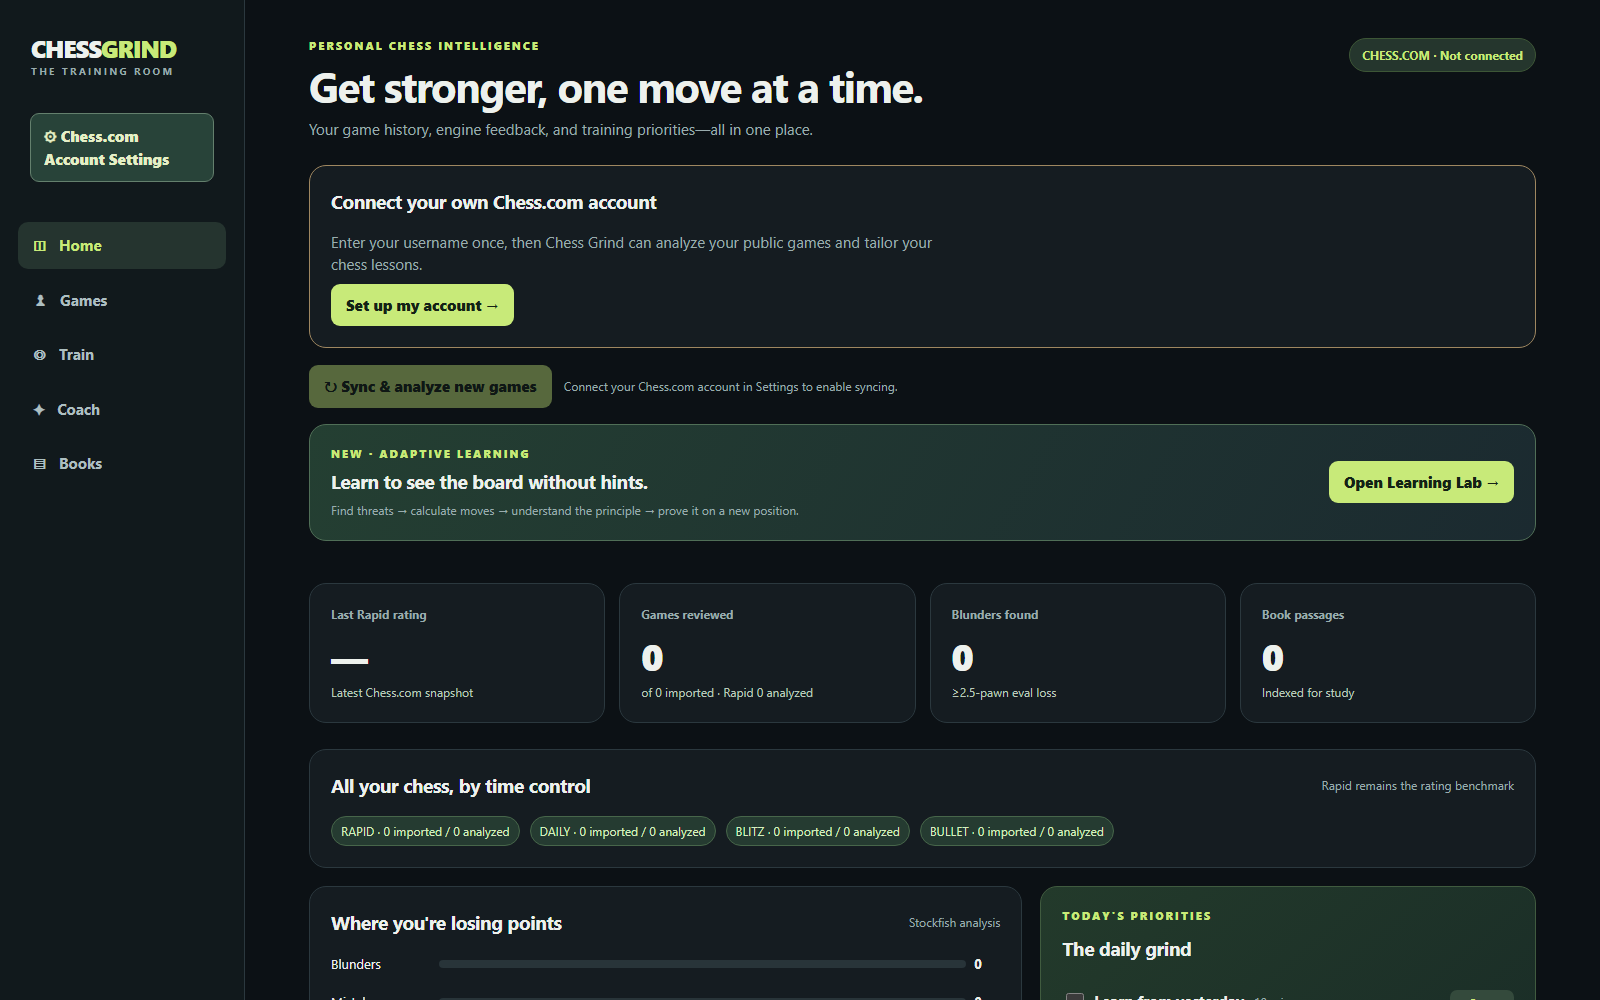 CHESSGRIND
THE TRAINING ROOM
⚙ Chess.com
Account Settings
Home
Games
Train
Coach
Books
PERSONAL CHESS INTELLIGENCE
Get stronger, one move at a time.
Your game history, engine feedback, and training priorities—all in one place.
CHESS.COM · Not connected
Connect your own Chess.com account
Enter your username once, then Chess Grind can analyze your public games and tailor your
chess lessons.
Set up my account →
↻ Sync & analyze new games
Connect your Chess.com account in Settings to enable syncing.
NEW · ADAPTIVE LEARNING
Learn to see the board without hints.
Find threats → calculate moves → understand the principle → prove it on a new position.
Open Learning Lab →
Last Rapid rating
—
Latest Chess.com snapshot
Games reviewed
0
of 0 imported · Rapid 0 analyzed
Blunders found
0
≥2.5-pawn eval loss
Book passages
0
Indexed for study
All your chess, by time control
Rapid remains the rating benchmark
RAPID · 0 imported / 0 analyzed
DAILY · 0 imported / 0 analyzed
BLITZ · 0 imported / 0 analyzed
BULLET · 0 imported / 0 analyzed
Where you're losing points
Stockfish analysis
Blunders 0
TODAY'S PRIORITIES
The daily grind
Learn from yesterday